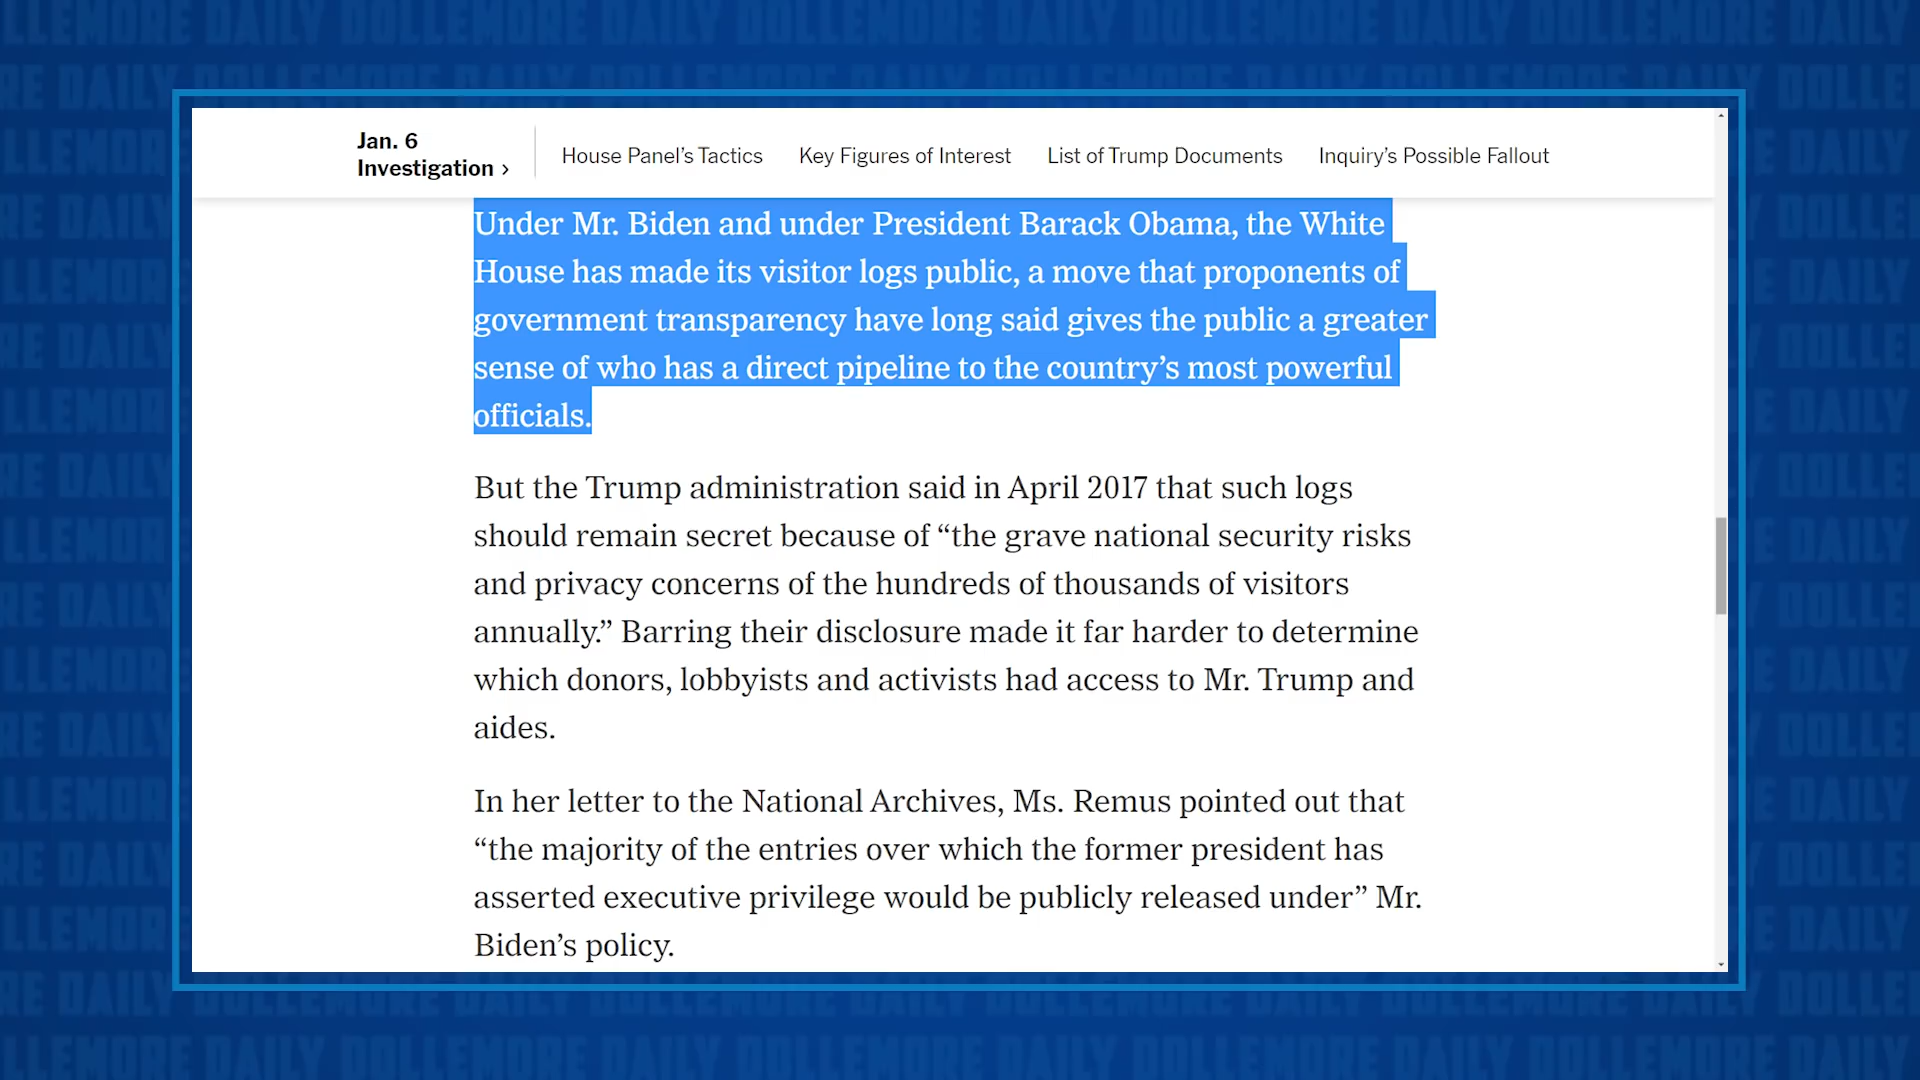 DOLLEMORE DAILY
Jan. 6
Investigation ›
House Panel's Tactics
Key Figures of Interest
List of Trump Documents
Inquiry's Possible Fallout
Under Mr. Biden and under President Barack Obama, the White
House has made its visitor logs public, a move that proponents of
government transparency have long said gives the public a greater
sense of who has a direct pipeline to the country’s most powerful
officials.
But the Trump administration said in April 2017 that such logs
should remain secret because of “the grave national security risks
and privacy concerns of the hundreds of thousands of visitors
annually.” Barring their disclosure made it far harder to determine
which donors, lobbyists and activists had access to Mr. Trump and
aides.
In her letter to the National Archives, Ms. Remus pointed out that
“the majority of the entries over which the former president has
asserted executive privilege would be publicly released under” Mr.
Biden’s policy.